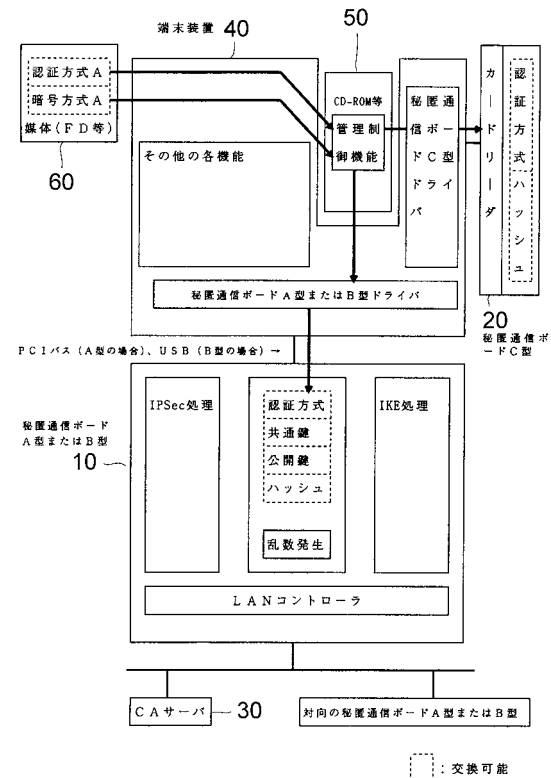 端末装置
40
50
認証方式A
暗号方式A
媒体(FD等)
60
CD-ROM等
管理制
御機能
その他の各機能
秘匿通
信ボー
ドC型
ドライ
バ
カードリーダ
認証方式
ハッシュ
20
秘匿通信ボ
ードC型
秘匿通信ボードA型またはB型ドライバ
PCIバス(A型の場合)、USB(B型の場合)→
秘匿通信ボード
A型またはB型
10
IPSec処理
認証方式
共通鍵
公開鍵
ハッシュ
乱数発生
IKE処理
LANコントローラ
CAサーバ
30
対向の秘匿通信ボードA型またはB型
:交換可能